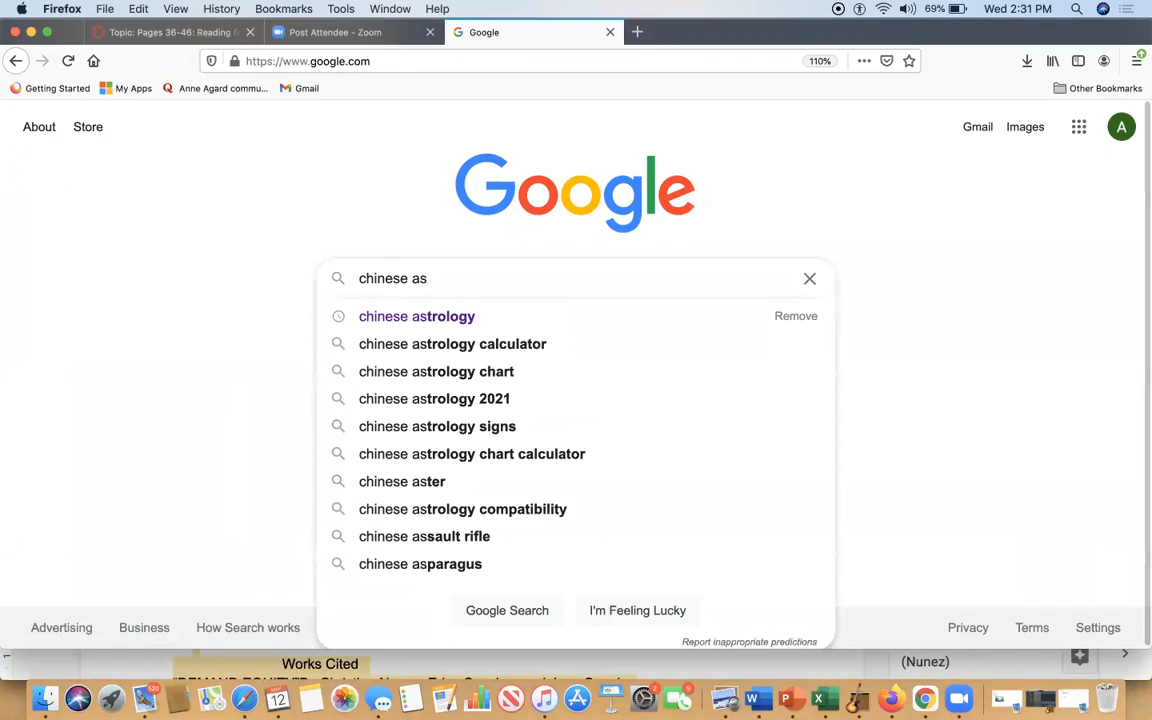 Firefox File Edit View History Bookmarks Tools Window Help 69% Wed 2:31 PM
Topic: Pages 36-46: Reading f Post Attendee - Zoom Google
https://www.google.com 110%
Getting Started My Apps Anne Agard commu... Gmail Other Bookmarks
About Store Gmail Images A
Google
chinese as
chinese astrology Remove
chinese astrology calculator
chinese astrology chart
chinese astrology 2021
chinese astrology signs
chinese astrology chart calculator
chinese aster
chinese astrology compatibility
chinese assault rifle
chinese asparagus
Google Search I'm Feeling Lucky
Advertising Business How Search works Privacy Terms Settings
Report inappropriate predictions
Works Cited (Nunez)